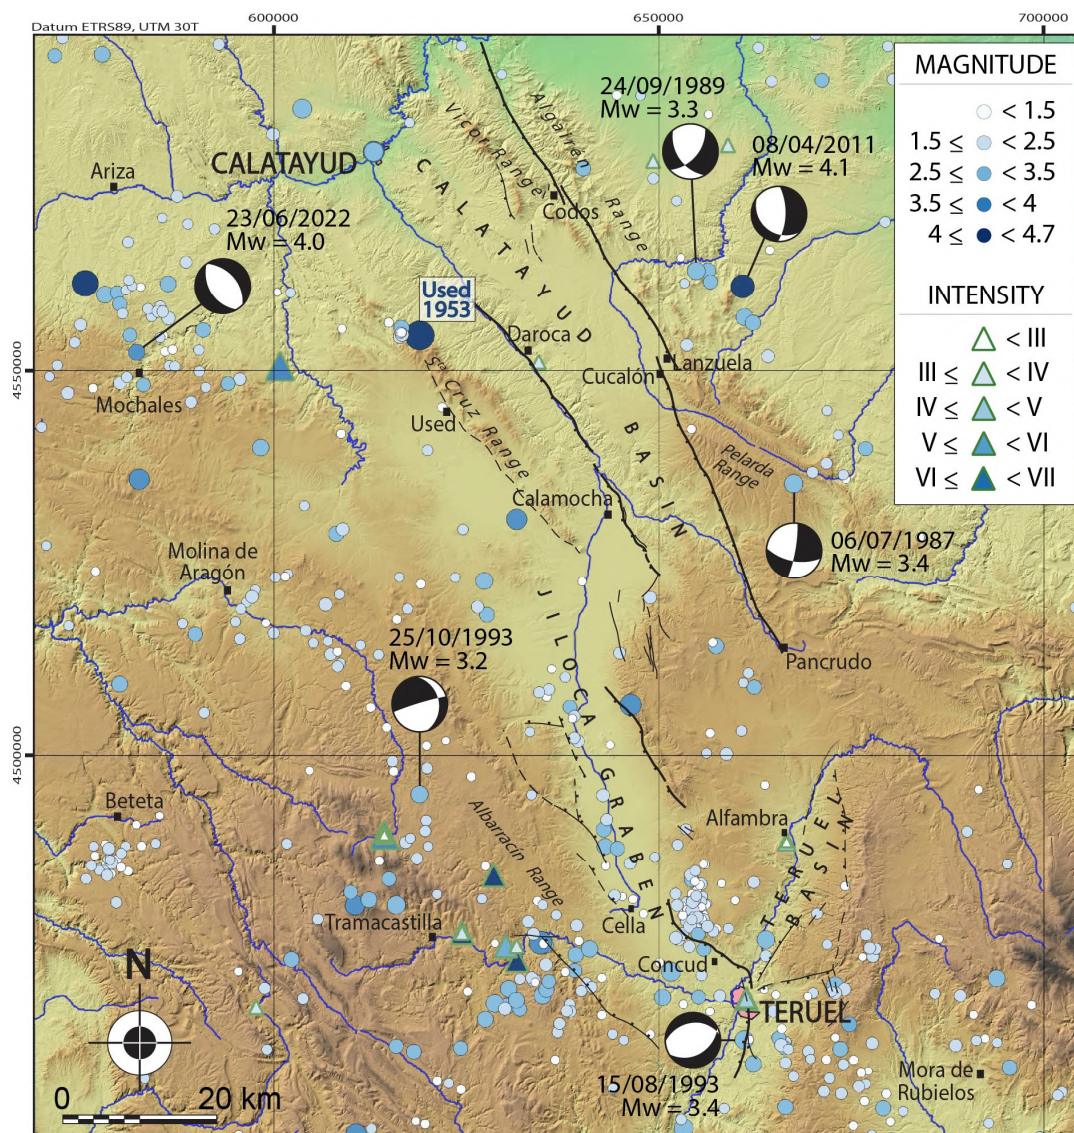 Datum ETRS89, UTM 30T
600000
650000
700000
4550000
4500000
MAGNITUDE
< 1.5
1.5 ≤ < 2.5
2.5 ≤ < 3.5
3.5 ≤ < 4
4 ≤ < 4.7
INTENSITY
< III
III ≤ < IV
IV ≤ < V
V ≤ < VI
VI ≤ < VII
24/09/1989
Mw = 3.3
08/04/2011
Mw = 4.1
Vicor Range
Algairén Range
CALATAYUD
Ariza
CALATAYUD BASIN
Codos
23/06/2022
Mw = 4.0
Used
1953
Daroca
Lanzuela
Cucalón
Mochales
Used
Sª Cruz Range
Pelarda
Range
Calamocha
06/07/1987
Mw = 3.4
Molina de
Aragón
JILOCA GRABEN
25/10/1993
Mw = 3.2
Pancrudo
Beteta
Albarracín Range
Alfambra
TERUEL
BASIN
Tramacastilla
Cella
Concud
N
TERUEL
15/08/1993
Mw = 3.4
Mora de
Rubielos
0 20 km